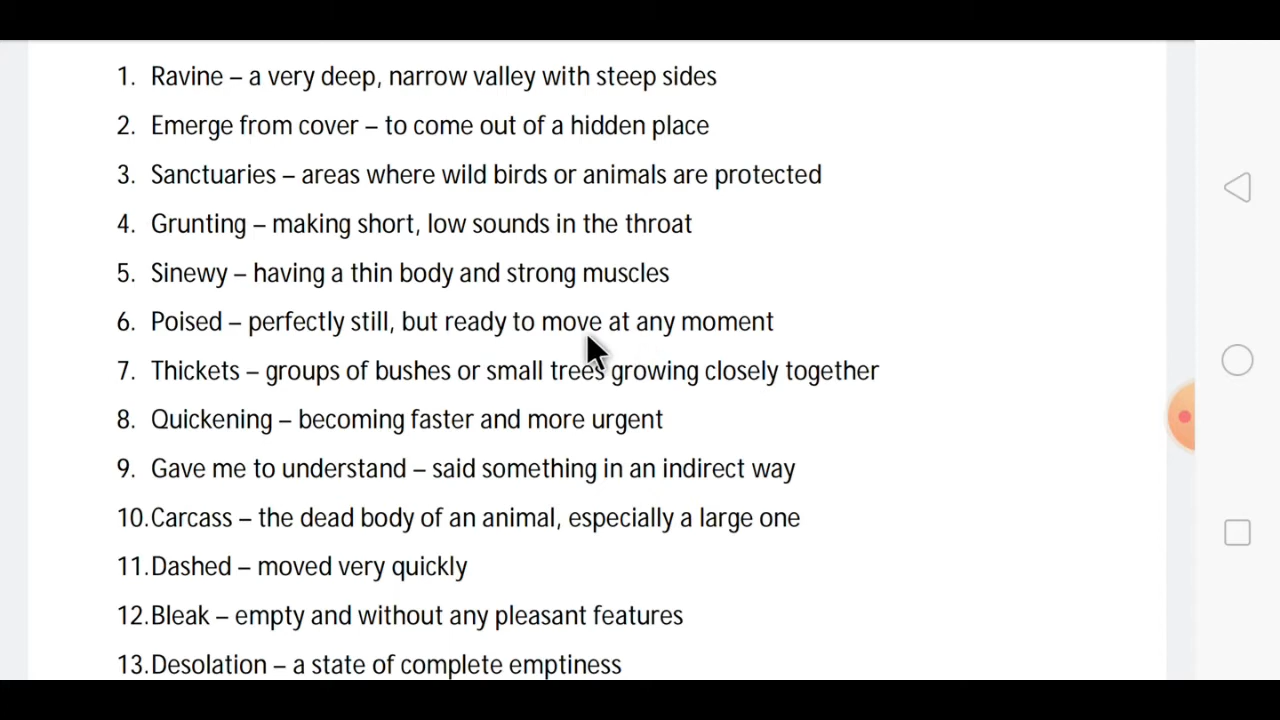 1. Ravine – a very deep, narrow valley with steep sides
2. Emerge from cover – to come out of a hidden place
3. Sanctuaries – areas where wild birds or animals are protected
4. Grunting – making short, low sounds in the throat
5. Sinewy – having a thin body and strong muscles
6. Poised – perfectly still, but ready to move at any moment
7. Thickets – groups of bushes or small trees growing closely together
8. Quickening – becoming faster and more urgent
9. Gave me to understand – said something in an indirect way
10.Carcass – the dead body of an animal, especially a large one
11.Dashed – moved very quickly
12.Bleak – empty and without any pleasant features
13.Desolation – a state of complete emptiness